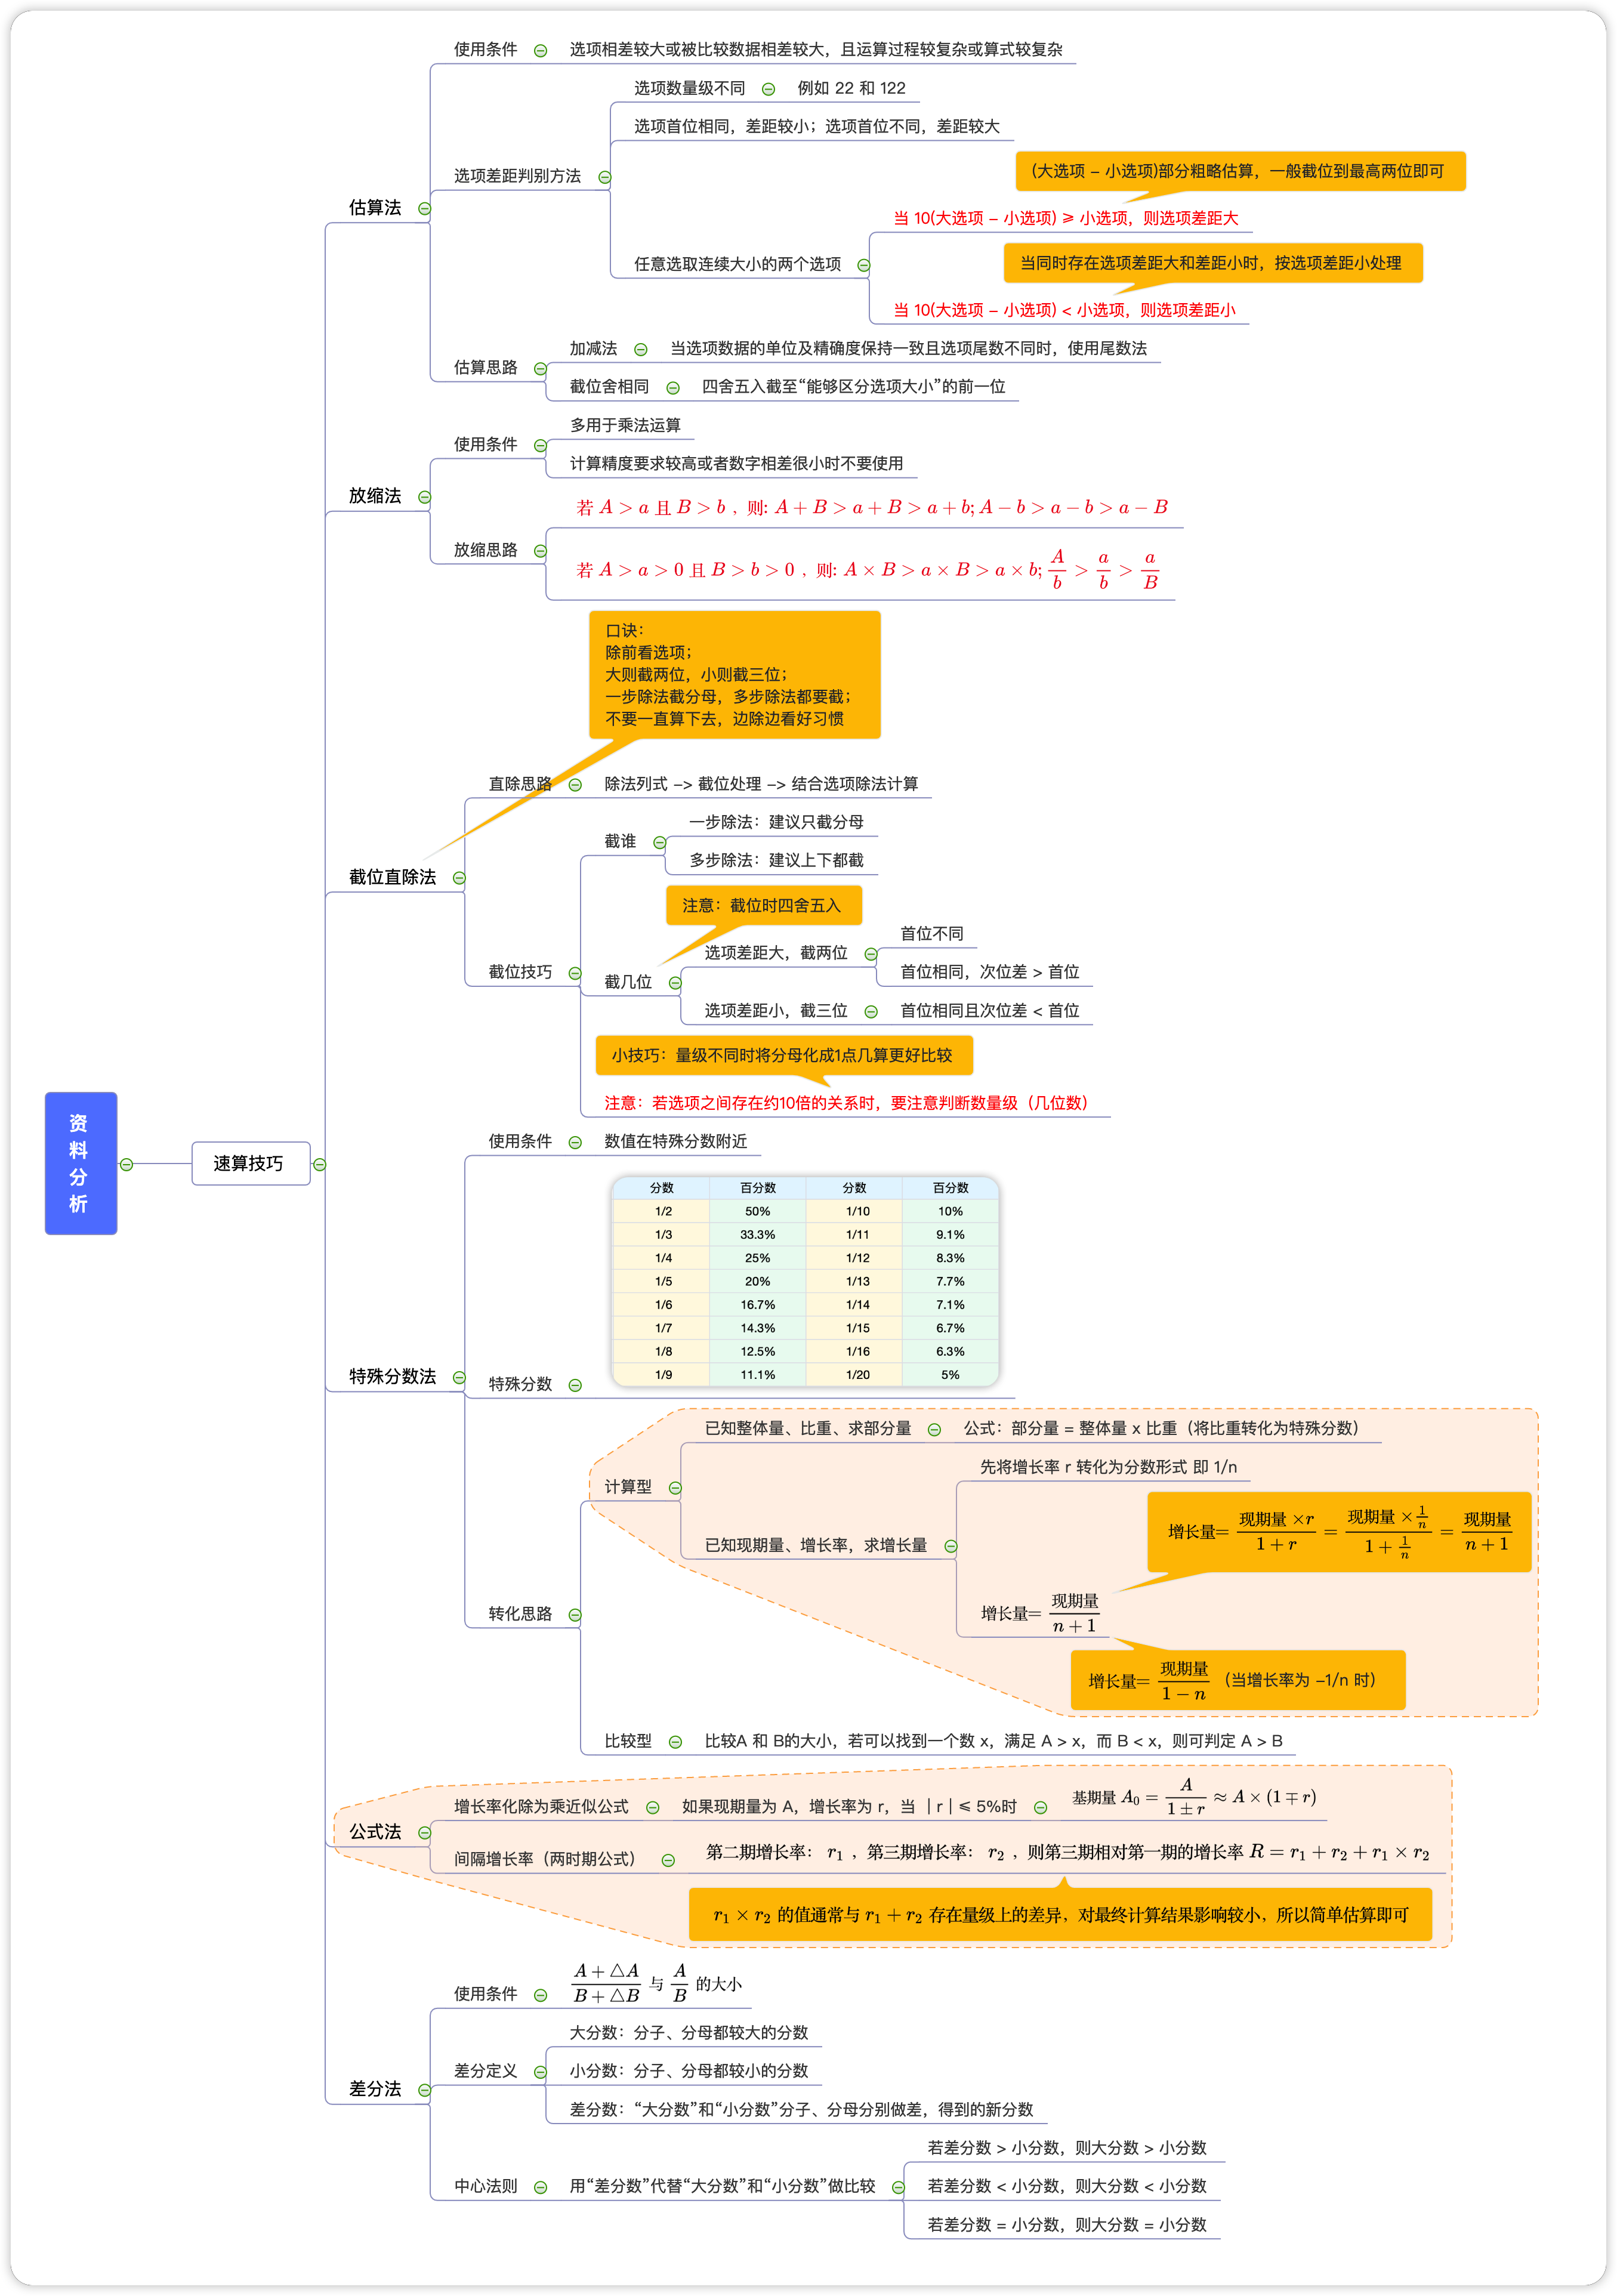 资料分析
速算技巧
估算法
使用条件
选项相差较大或被比较数据相差较大，且运算过程较复杂或算式较复杂
选项差距判别方法
选项数量级不同
例如 22 和 122
选项首位相同，差距较小；选项首位不同，差距较大
任意选取连续大小的两个选项
(大选项 – 小选项)部分粗略估算，一般截位到最高两位即可
当 10(大选项 – 小选项) ≥ 小选项，则选项差距大
当同时存在选项差距大和差距小时，按选项差距小处理
当 10(大选项 – 小选项) < 小选项，则选项差距小
估算思路
加减法
当选项数据的单位及精确度保持一致且选项尾数不同时，使用尾数法
截位舍相同
四舍五入截至“能够区分选项大小”的前一位
放缩法
使用条件
多用于乘法运算
计算精度要求较高或者数字相差很小时不要使用
放缩思路
若 A > a 且 B > b ，则: A + B > a + B > a + b; A − b > a − b > a − B
若 A > a > 0 且 B > b > 0 ，则: A × B > a × B > a × b; A/b > a/b > a/B
口诀：
除前看选项；
大则截两位，小则截三位；
一步除法截分母，多步除法都要截；
不要一直算下去，边除边看好习惯
截位直除法
直除思路
除法列式 –> 截位处理 –> 结合选项除法计算
截位技巧
截谁
一步除法：建议只截分母
多步除法：建议上下都截
注意：截位时四舍五入
截几位
选项差距大，截两位
首位不同
首位相同，次位差 > 首位
选项差距小，截三位
首位相同且次位差 < 首位
小技巧：量级不同时将分母化成1点几算更好比较
注意：若选项之间存在约10倍的关系时，要注意判断数量级（几位数）
特殊分数法
使用条件
数值在特殊分数附近
特殊分数
分数 百分数 分数 百分数
1/2 50% 1/10 10%
1/3 33.3% 1/11 9.1%
1/4 25% 1/12 8.3%
1/5 20% 1/13 7.7%
1/6 16.7% 1/14 7.1%
1/7 14.3% 1/15 6.7%
1/8 12.5% 1/16 6.3%
1/9 11.1% 1/20 5%
转化思路
计算型
已知整体量、比重、求部分量
公式：部分量 = 整体量 x 比重（将比重转化为特殊分数）
已知现期量、增长率，求增长量
先将增长率 r 转化为分数形式 即 1/n
增长量= 现期量 ×r/(1 + r) = 现期量 × 1/n/(1 + 1/n) = 现期量/(n + 1)
增长量= 现期量/(n + 1)
增长量= 现期量/(1 − n) （当增长率为 –1/n 时）
比较型
比较A 和 B的大小，若可以找到一个数 x，满足 A > x，而 B < x，则可判定 A > B
公式法
增长率化除为乘近似公式
如果现期量为 A，增长率为 r，当 ｜r｜≤ 5%时
基期量 A₀ = A/(1 ± r) ≈ A × (1 ∓ r)
间隔增长率（两时期公式）
第二期增长率： r₁ ，第三期增长率： r₂ ，则第三期相对第一期的增长率 R = r₁ + r₂ + r₁ × r₂
r₁ × r₂ 的值通常与 r₁ + r₂ 存在量级上的差异，对最终计算结果影响较小，所以简单估算即可
差分法
使用条件
(A + △A)/(B + △B) 与 A/B 的大小
差分定义
大分数：分子、分母都较大的分数
小分数：分子、分母都较小的分数
差分数：“大分数”和“小分数”分子、分母分别做差，得到的新分数
中心法则
用“差分数”代替“大分数”和“小分数”做比较
若差分数 > 小分数，则大分数 > 小分数
若差分数 < 小分数，则大分数 < 小分数
若差分数 = 小分数，则大分数 = 小分数